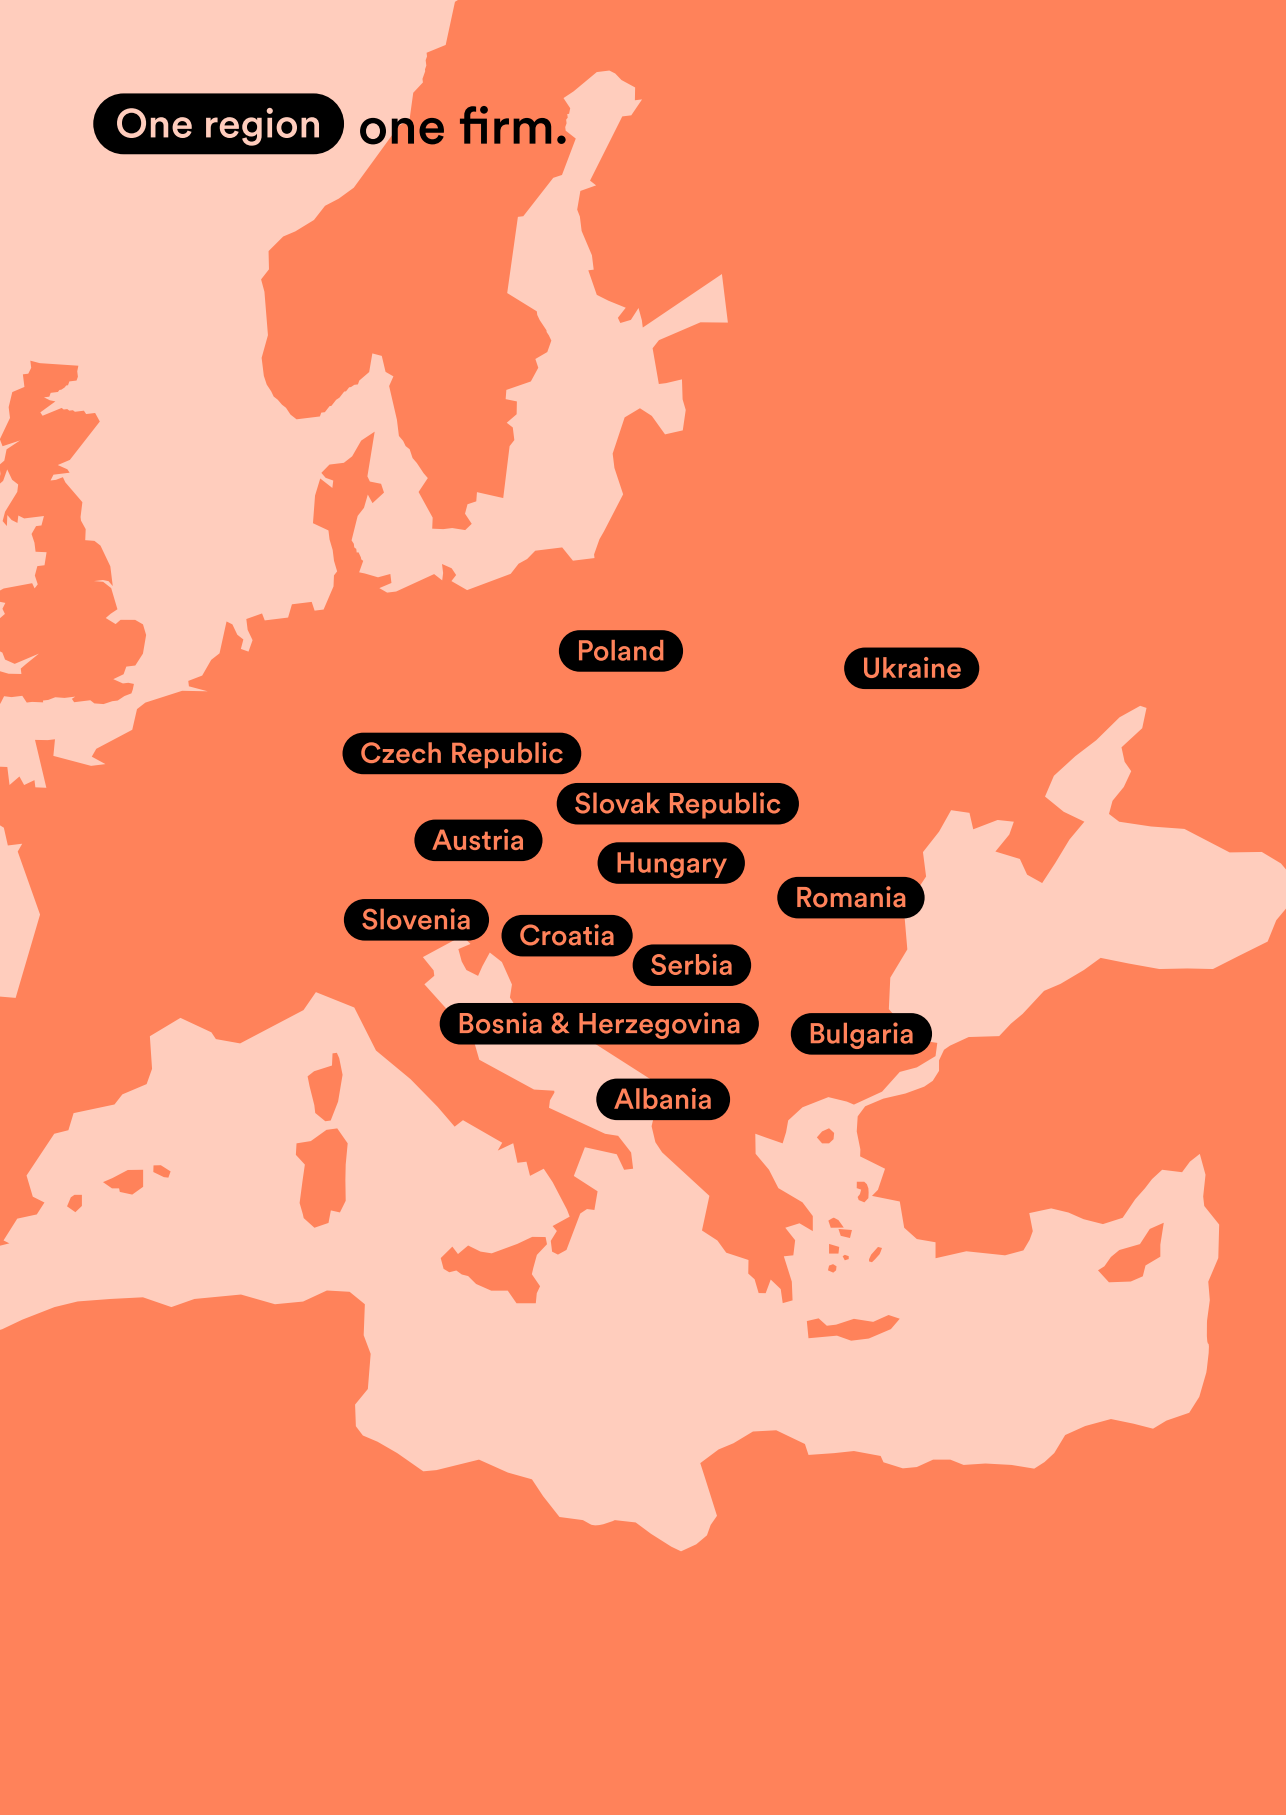 One region one firm.
Poland
Ukraine
Czech Republic
Slovak Republic
Austria
Hungary
Romania
Slovenia
Croatia
Serbia
Bosnia & Herzegovina
Bulgaria
Albania